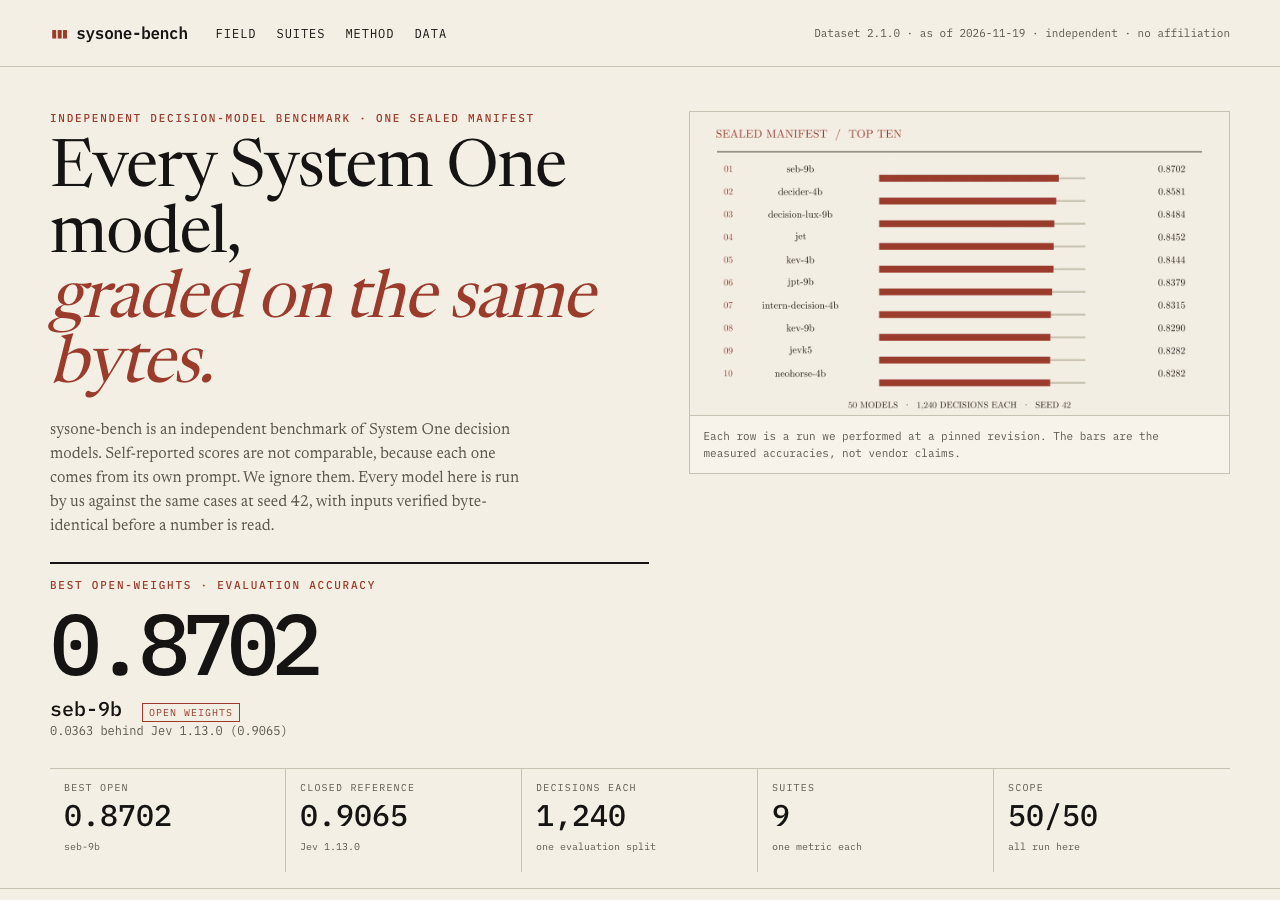 sysone-bench FIELD SUITES METHOD DATA Dataset 2.1.0 · as of 2026-11-19 · independent · no affiliation
INDEPENDENT DECISION-MODEL BENCHMARK · ONE SEALED MANIFEST
Every System One
model,
graded on the same
bytes.
sysone-bench is an independent benchmark of System One decision
models. Self-reported scores are not comparable, because each one
comes from its own prompt. We ignore them. Every model here is run
by us against the same cases at seed 42, with inputs verified byte-
identical before a number is read.
SEALED MANIFEST / TOP TEN
01 seb-9b 0.8702
02 decider-4b 0.8581
03 decision-lux-9b 0.8484
04 jet 0.8452
05 kev-4b 0.8444
06 jpt-9b 0.8379
07 intern-decision-4b 0.8315
08 kev-9b 0.8290
09 jevk5 0.8282
10 neohorse-4b 0.8282
50 MODELS · 1,240 DECISIONS EACH · SEED 42
Each row is a run we performed at a pinned revision. The bars are the
measured accuracies, not vendor claims.
BEST OPEN-WEIGHTS · EVALUATION ACCURACY
0.8702
seb-9b OPEN WEIGHTS
0.0363 behind Jev 1.13.0 (0.9065)
BEST OPEN
0.8702
seb-9b
CLOSED REFERENCE
0.9065
Jev 1.13.0
DECISIONS EACH
1,240
one evaluation split
SUITES
9
one metric each
SCOPE
50/50
all run here